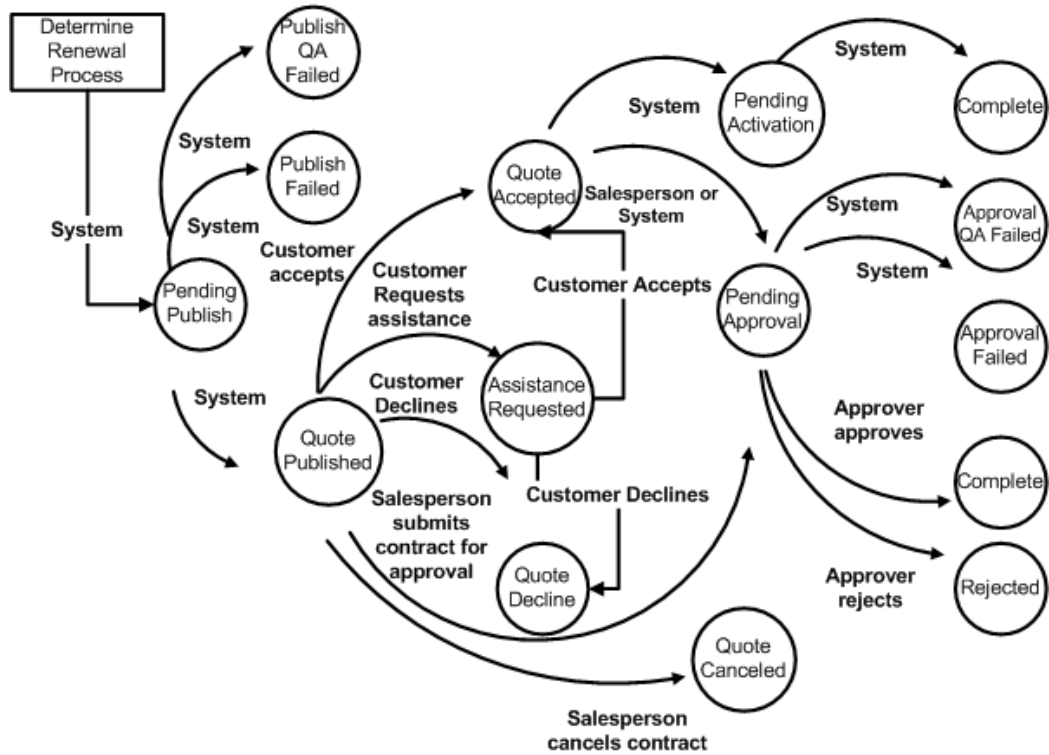 Determine
Renewal
Process
Publish
QA
Failed
System
Pending
Activation
System
Complete
System
Publish
Failed
Quote
Accepted
Salesperson or
System
System
Approval
QA Failed
System
System
Customer
accepts
Customer
Requests
assistance
Customer Accepts
System
Pending
Publish
Pending
Approval
Approval
Failed
System
Customer
Declines
Assistance
Requested
Quote
Published
Approver
approves
Salesperson
submits
contract for
approval
Customer Declines
Complete
Quote
Decline
Approver
rejects
Rejected
Quote
Canceled
Salesperson
cancels contract